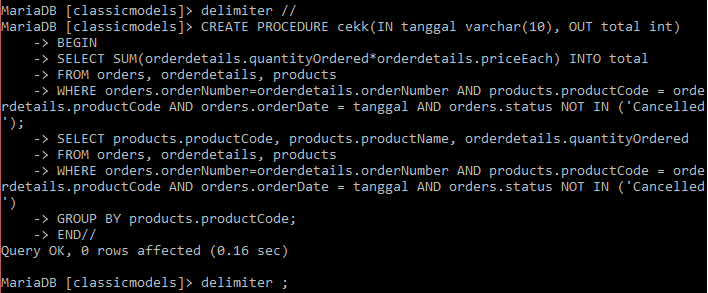 MariaDB [classicmodels]> delimiter //
MariaDB [classicmodels]> CREATE PROCEDURE cekk(IN tanggal varchar(10), OUT total int)
    -> BEGIN
    -> SELECT SUM(orderdetails.quantityOrdered*orderdetails.priceEach) INTO total
    -> FROM orders, orderdetails, products
    -> WHERE orders.orderNumber=orderdetails.orderNumber AND products.productCode = orde
rdetails.productCode AND orders.orderDate = tanggal AND orders.status NOT IN ('Cancelled
');
    -> SELECT products.productCode, products.productName, orderdetails.quantityOrdered
    -> FROM orders, orderdetails, products
    -> WHERE orders.orderNumber=orderdetails.orderNumber AND products.productCode = orde
rdetails.productCode AND orders.orderDate = tanggal AND orders.status NOT IN ('Cancelled
')
    -> GROUP BY products.productCode;
    -> END//
Query OK, 0 rows affected (0.16 sec)

MariaDB [classicmodels]> delimiter ;